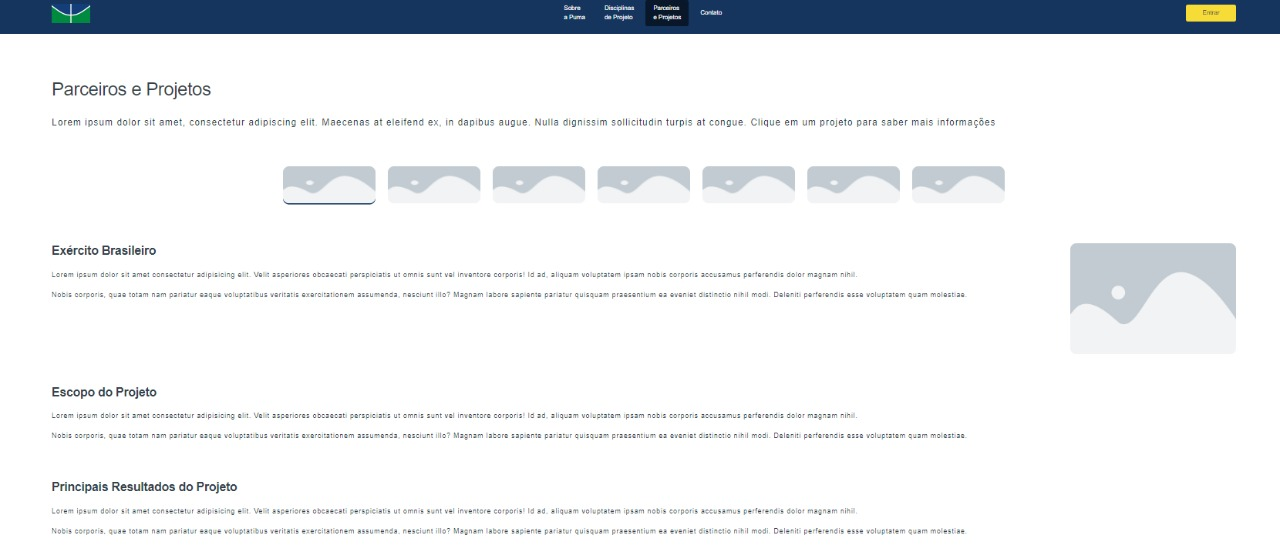 Sobre
a Puma
Disciplinas
de Projeto
Parceiros
e Projetos
Contato
Entrar
Parceiros e Projetos
Lorem ipsum dolor sit amet, consectetur adipiscing elit. Maecenas at eleifend ex, in dapibus augue. Nulla dignissim sollicitudin turpis at congue. Clique em um projeto para saber mais informações
Exército Brasileiro
Lorem ipsum dolor sit amet consectetur adipisicing elit. Velit asperiores obcaecati perspiciatis ut omnis sunt vel inventore corporis! Id ad, aliquam voluptatem ipsam nobis corporis accusamus perferendis dolor magnam nihil.
Nobis corporis, quae totam nam pariatur eaque voluptatibus veritatis exercitationem assumenda, nesciunt illo? Magnam labore sapiente pariatur quisquam praesentium ea eveniet distinctio nihil modi. Deleniti perferendis esse voluptatem quam molestiae.
Escopo do Projeto
Lorem ipsum dolor sit amet consectetur adipisicing elit. Velit asperiores obcaecati perspiciatis ut omnis sunt vel inventore corporis! Id ad, aliquam voluptatem ipsam nobis corporis accusamus perferendis dolor magnam nihil.
Nobis corporis, quae totam nam pariatur eaque voluptatibus veritatis exercitationem assumenda, nesciunt illo? Magnam labore sapiente pariatur quisquam praesentium ea eveniet distinctio nihil modi. Deleniti perferendis esse voluptatem quam molestiae.
Principais Resultados do Projeto
Lorem ipsum dolor sit amet consectetur adipisicing elit. Velit asperiores obcaecati perspiciatis ut omnis sunt vel inventore corporis! Id ad, aliquam voluptatem ipsam nobis corporis accusamus perferendis dolor magnam nihil.
Nobis corporis, quae totam nam pariatur eaque voluptatibus veritatis exercitationem assumenda, nesciunt illo? Magnam labore sapiente pariatur quisquam praesentium ea eveniet distinctio nihil modi. Deleniti perferendis esse voluptatem quam molestiae.